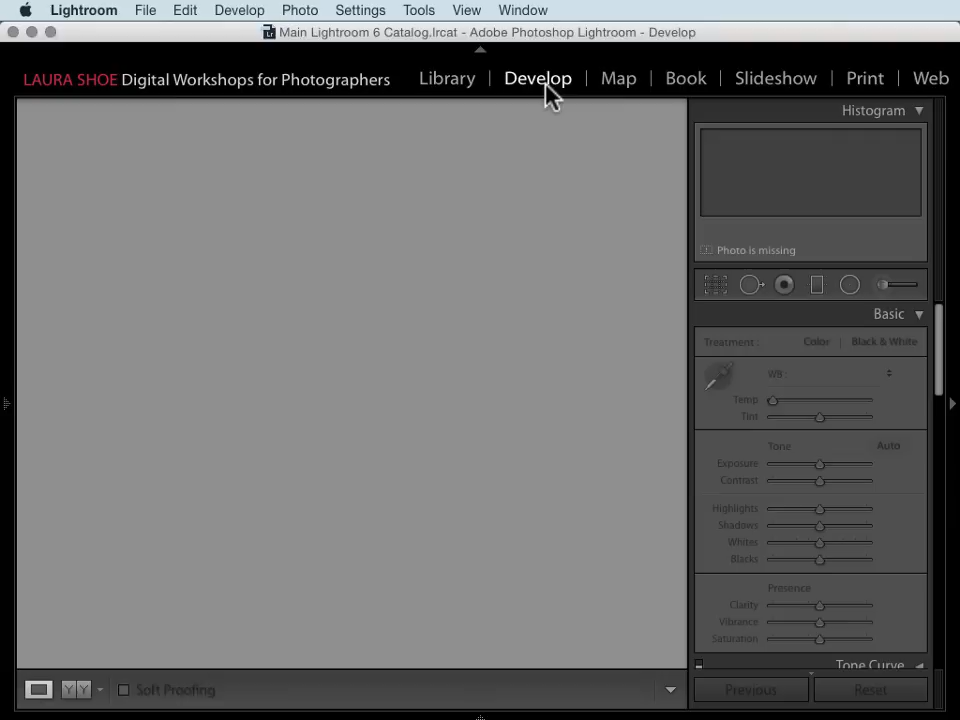 Lightroom File Edit Develop Photo Settings Tools View Window
Lr Main Lightroom 6 Catalog.lrcat - Adobe Photoshop Lightroom - Develop
LAURA SHOE Digital Workshops for Photographers Library | Develop | Map | Book | Slideshow | Print | Web
Histogram
Photo is missing
Basic
Treatment : Color | Black & White
WB :
Temp
Tint
Tone Auto
Exposure
Contrast
Highlights
Shadows
Whites
Blacks
Presence
Clarity
Vibrance
Saturation
Tone Curve
YY Soft Proofing Previous Reset